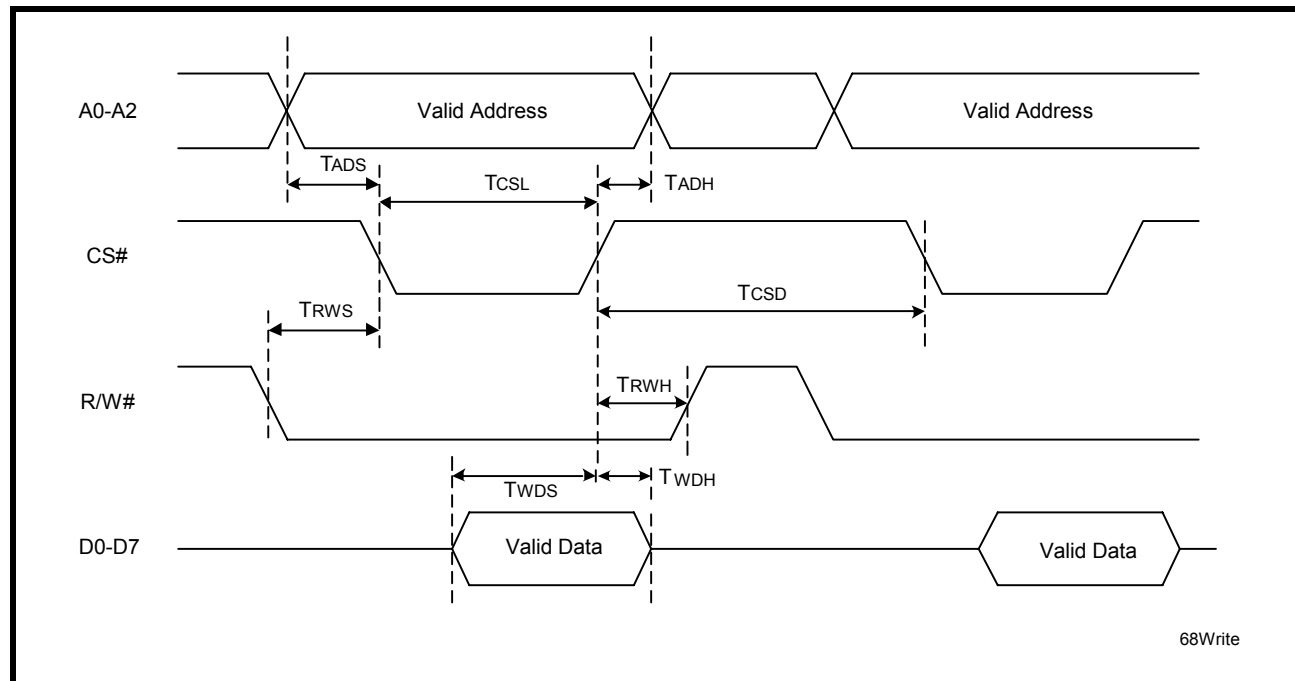 A0-A2
Valid Address
Valid Address
TADS
TCSL
TADH
CS#
TCSD
TRWS
TRWH
R/W#
TWDS
TWDH
D0-D7
Valid Data
Valid Data
68Write